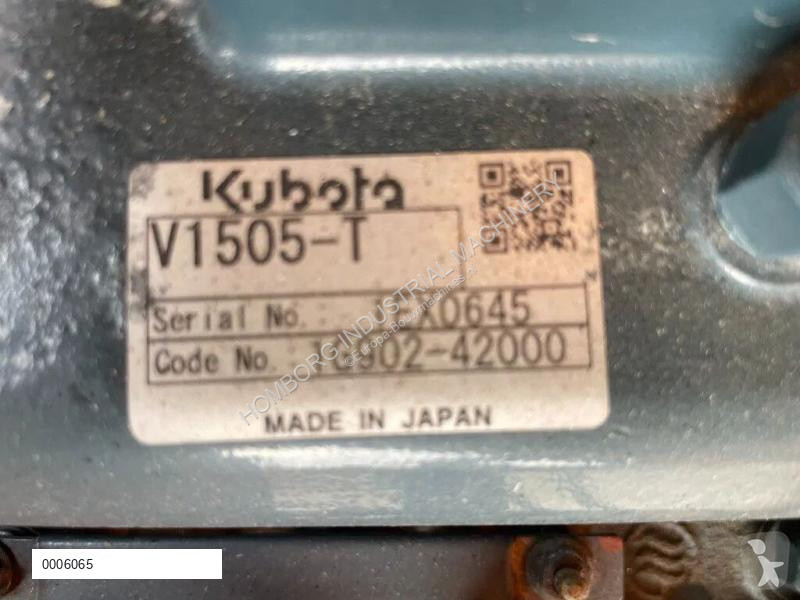 Kubota
V1505-T
Serial No.
Code No.
MADE IN JAPAN
HOMBORG INDUSTRIAL MACHINERY
0006065